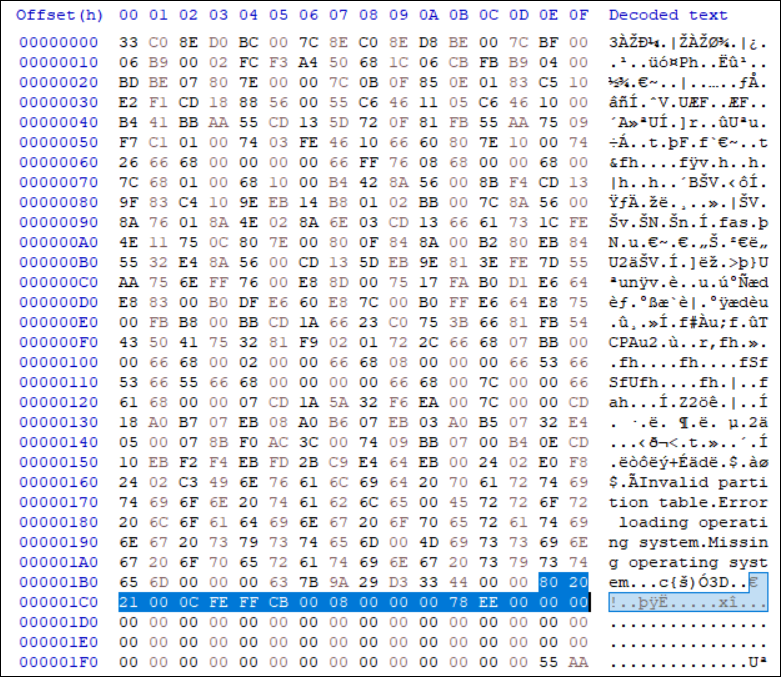 Offset(h) 00 01 02 03 04 05 06 07 08 09 0A 0B 0C 0D 0E 0F Decoded text
00000000 33 C0 8E D0 BC 00 7C 8E C0 8E D8 BE 00 7C BF 00 3ÀŽÐ¼.|ŽÀŽØ¾.|¿.
00000010 06 B9 00 02 FC F3 A4 50 68 1C 06 CB FB B9 04 00 .¹..üó¤Ph..Ëû¹..
00000020 BD BE 07 80 7E 00 00 7C 0B 0F 85 0E 01 83 C5 10 ½¾.€~..|..….ƒÅ.
00000030 E2 F1 CD 18 88 56 00 55 C6 46 11 05 C6 46 10 00 âñÍ.ˆV.UÆF..ÆF..
00000040 B4 41 BB AA 55 CD 13 5D 72 0F 81 FB 55 AA 75 09 ´A»ªUÍ.]r..ûUªu.
00000050 F7 C1 01 00 74 03 FE 46 10 66 60 80 7E 10 00 74 ÷Á..t.þF.f`€~..t
00000060 26 66 68 00 00 00 00 66 FF 76 08 68 00 00 68 00 &fh....fÿv.h..h.
00000070 7C 68 01 00 68 10 00 B4 42 8A 56 00 8B F4 CD 13 |h..h..´BŠV.‹ôÍ.
00000080 9F 83 C4 10 9E EB 14 B8 01 02 BB 00 7C 8A 56 00 ŸƒÄ.žë.¸..».|ŠV.
00000090 8A 76 01 8A 4E 02 8A 6E 03 CD 13 66 61 73 1C FE Šv.ŠN.Šn.Í.fas.þ
000000A0 4E 11 75 0C 80 7E 00 80 0F 84 8A 00 B2 80 EB 84 N.u.€~.€.„Š.²€ë„
000000B0 55 32 E4 8A 56 00 CD 13 5D EB 9E 81 3E FE 7D 55 U2äŠV.Í.]ëž.>þ}U
000000C0 AA 75 6E FF 76 00 E8 8D 00 75 17 FA B0 D1 E6 64 ªunÿv.è..u.ú°Ñæd
000000D0 E8 83 00 B0 DF E6 60 E8 7C 00 B0 FF E6 64 E8 75 èƒ.°ßæ`è|.°ÿædèu
000000E0 00 FB B8 00 BB CD 1A 66 23 C0 75 3B 66 81 FB 54 .û¸.»Í.f#Àu;f.ûT
000000F0 43 50 41 75 32 81 F9 02 01 72 2C 66 68 07 BB 00 CPAu2.ù..r,fh.».
00000100 00 66 68 00 02 00 00 66 68 08 00 00 00 66 53 66 .fh....fh....fSf
00000110 53 66 55 66 68 00 00 00 00 66 68 00 7C 00 00 66 SfUfh....fh.|..f
00000120 61 68 00 00 07 CD 1A 5A 32 F6 EA 00 7C 00 00 CD ah...Í.Z2öê.|..Í
00000130 18 A0 B7 07 EB 08 A0 B6 07 EB 03 A0 B5 07 32 E4 . ·.ë. ¶.ë. µ.2ä
00000140 05 00 07 8B F0 AC 3C 00 74 09 BB 07 00 B4 0E CD ...‹ð¬<.t.»..´.Í
00000150 10 EB F2 F4 EB FD 2B C9 E4 64 EB 00 24 02 E0 F8 .ëòôëý+Éädë.$.àø
00000160 24 02 C3 49 6E 76 61 6C 69 64 20 70 61 72 74 69 $.ÃInvalid parti
00000170 74 69 6F 6E 20 74 61 62 6C 65 00 45 72 72 6F 72 tion table.Error
00000180 20 6C 6F 61 64 69 6E 67 20 6F 70 65 72 61 74 69  loading operati
00000190 6E 67 20 73 79 73 74 65 6D 00 4D 69 73 73 69 6E ng system.Missin
000001A0 67 20 6F 70 65 72 61 74 69 6E 67 20 73 79 73 74 g operating syst
000001B0 65 6D 00 00 00 63 7B 9A 29 D3 33 44 00 00 80 20 em...c{š)Ó3D..€
000001C0 21 00 0C FE FF CB 00 08 00 00 00 78 EE 00 00 00 !..þÿË.....xî...
000001D0 00 00 00 00 00 00 00 00 00 00 00 00 00 00 00 00 ................
000001E0 00 00 00 00 00 00 00 00 00 00 00 00 00 00 00 00 ................
000001F0 00 00 00 00 00 00 00 00 00 00 00 00 00 00 55 AA ..............Uª